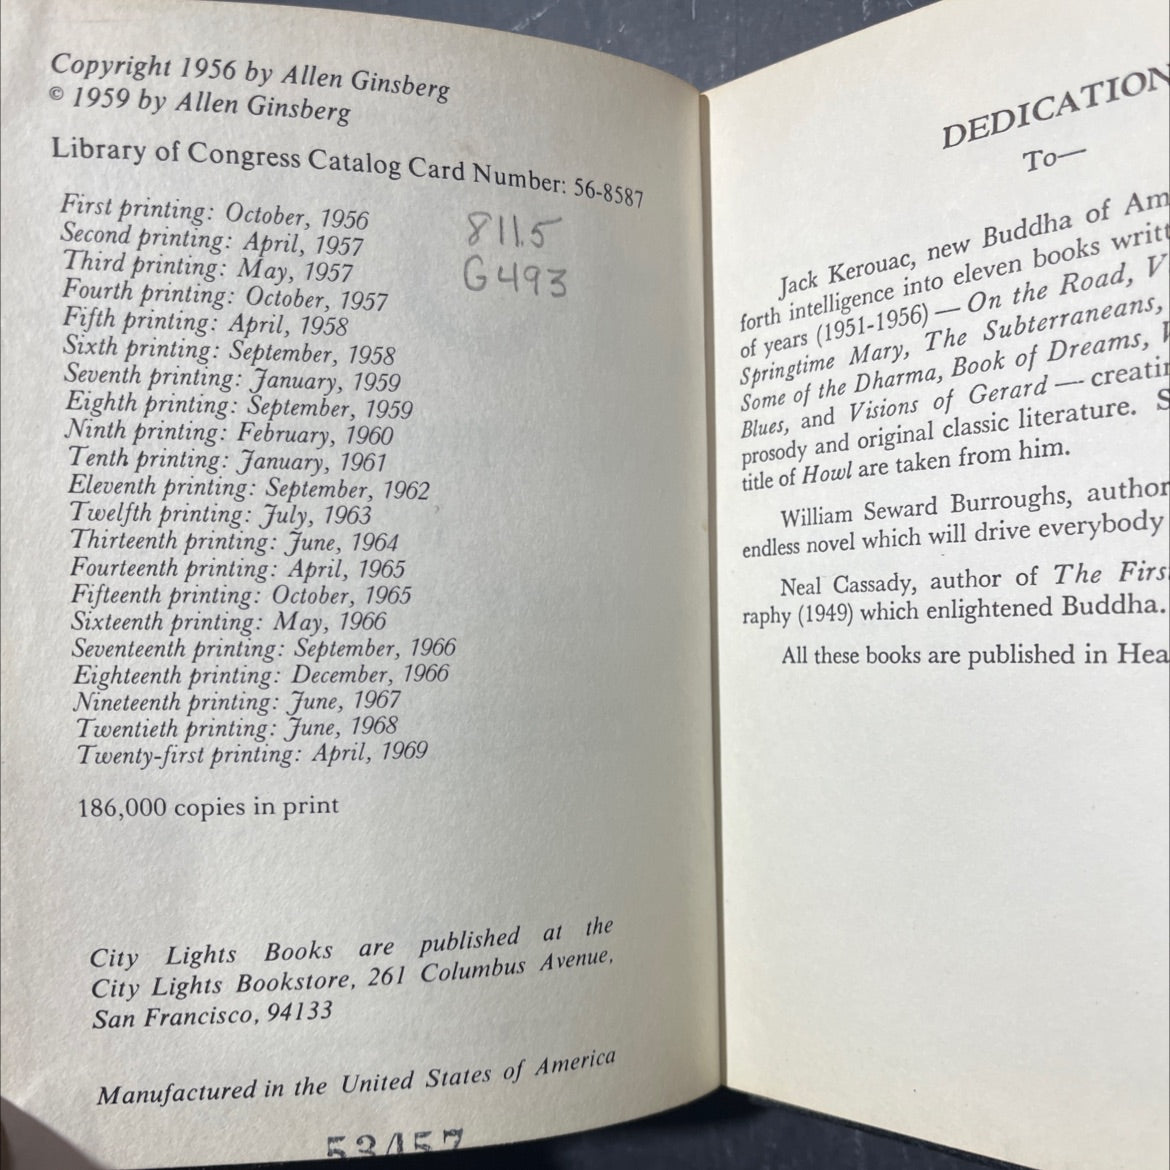 Copyright 1956 by Allen Ginsberg
© 1959 by Allen Ginsberg
Library of Congress Catalog Card Number: 56-8587
First printing: October, 1956
Second printing: April, 1957
Third printing: May, 1957
Fourth printing: October, 1957
Fifth printing: April, 1958
Sixth printing: September, 1958
Seventh printing: January, 1959
Eighth printing: September, 1959
Ninth printing: February, 1960
Tenth printing: January, 1961
Eleventh printing: September, 1962
Twelfth printing: July, 1963
Thirteenth printing: June, 1964
Fourteenth printing: April, 1965
Fifteenth printing: October, 1965
Sixteenth printing: May, 1966
Seventeenth printing: September, 1966
Eighteenth printing: December, 1966
Nineteenth printing: June, 1967
Twentieth printing: June, 1968
Twenty-first printing: April, 1969
811.5
G493
186,000 copies in print
City Lights Books are published at the
City Lights Bookstore, 261 Columbus Avenue,
San Francisco, 94133
Manufactured in the United States of America
DEDICATION
To—
Jack Kerouac, new Buddha of Am
forth intelligence into eleven books writt
of years (1951-1956) — On the Road, V
Springtime Mary, The Subterraneans,
Some of the Dharma, Book of Dreams,
Blues, and Visions of Gerard — creatin
prosody and original classic literature. S
title of Howl are taken from him.
William Seward Burroughs, author
endless novel which will drive everybody
Neal Cassady, author of The Firs
raphy (1949) which enlightened Buddha.
All these books are published in Hea